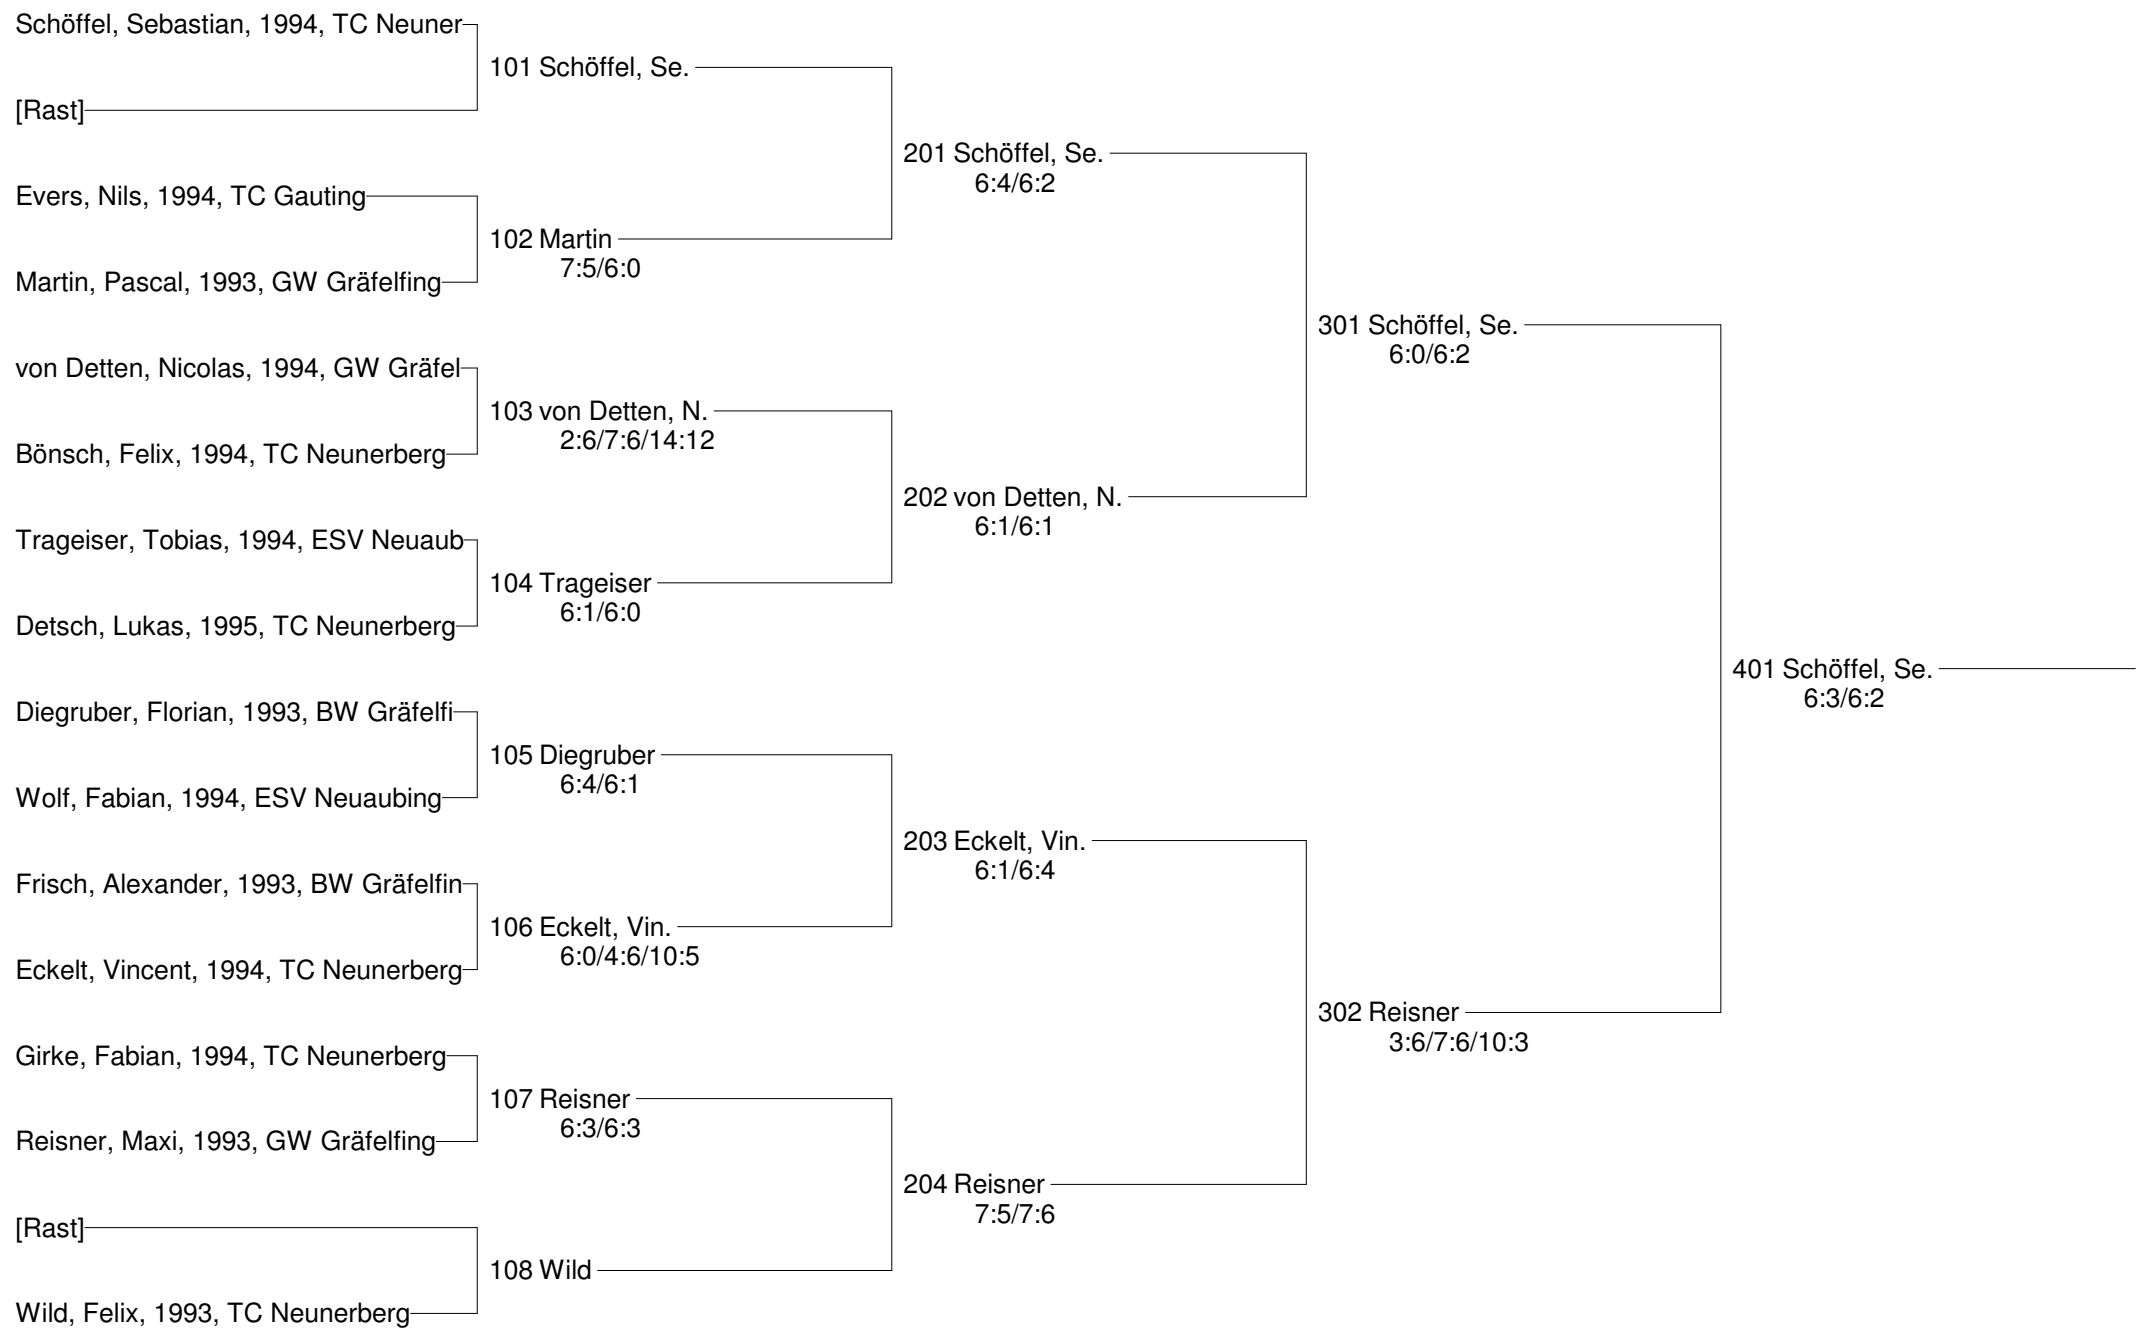 Schöffel, Sebastian, 1994, TC Neuner
[Rast]
Evers, Nils, 1994, TC Gauting
Martin, Pascal, 1993, GW Gräfelfing
von Detten, Nicolas, 1994, GW Gräfel
Bönsch, Felix, 1994, TC Neunerberg
Trageiser, Tobias, 1994, ESV Neuaub
Detsch, Lukas, 1995, TC Neunerberg
Diegruber, Florian, 1993, BW Gräfelfi
Wolf, Fabian, 1994, ESV Neuaubing
Frisch, Alexander, 1993, BW Gräfelfin
Eckelt, Vincent, 1994, TC Neunerberg
Girke, Fabian, 1994, TC Neunerberg
Reisner, Maxi, 1993, GW Gräfelfing
[Rast]
Wild, Felix, 1993, TC Neunerberg
101 Schöffel, Se.
102 Martin
7:5/6:0
103 von Detten, N.
2:6/7:6/14:12
104 Trageiser
6:1/6:0
105 Diegruber
6:4/6:1
106 Eckelt, Vin.
6:0/4:6/10:5
107 Reisner
6:3/6:3
108 Wild
201 Schöffel, Se.
6:4/6:2
202 von Detten, N.
6:1/6:1
203 Eckelt, Vin.
6:1/6:4
204 Reisner
7:5/7:6
301 Schöffel, Se.
6:0/6:2
302 Reisner
3:6/7:6/10:3
401 Schöffel, Se.
6:3/6:2